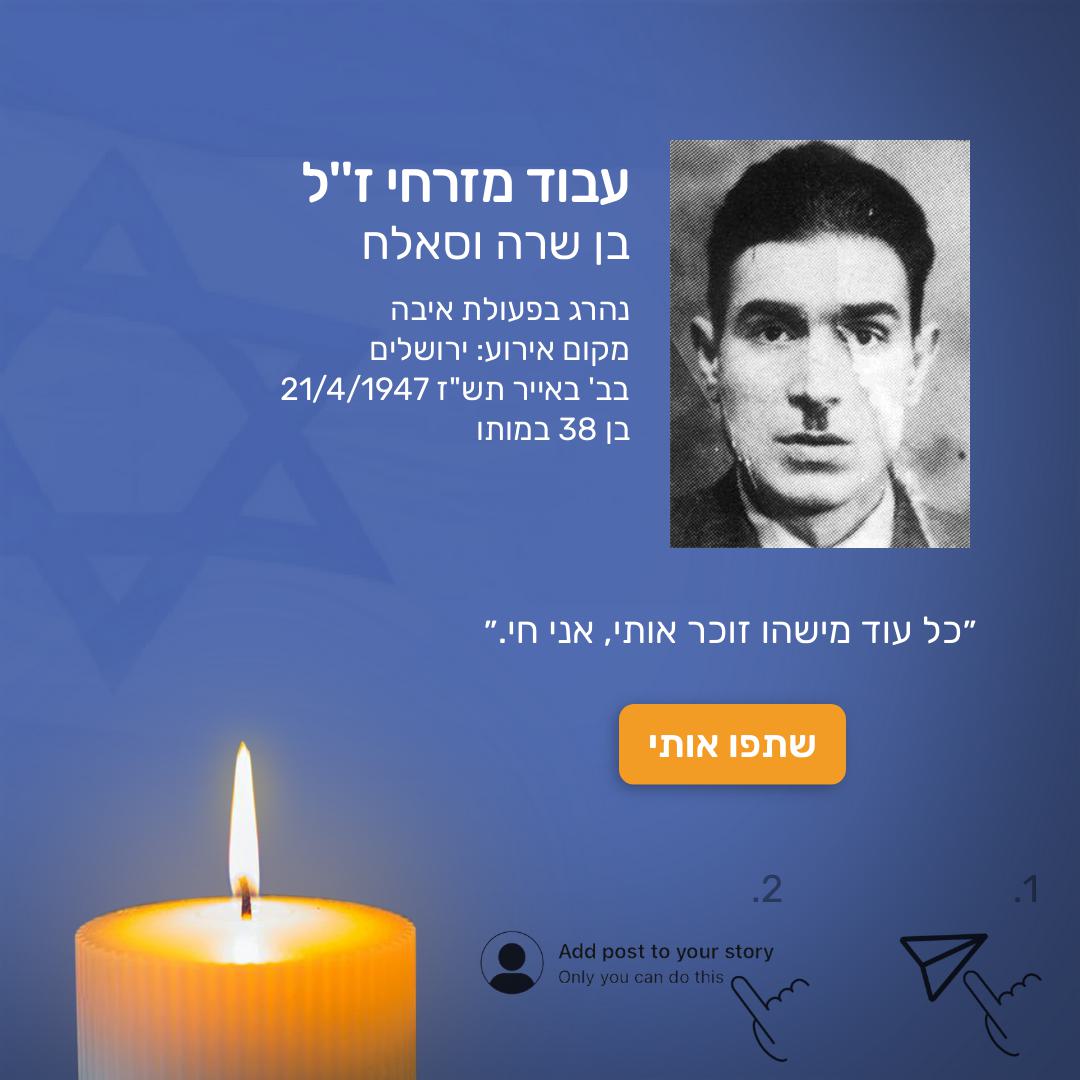 עבוד מזרחי ז"ל
בן שרה וסאלח
נהרג בפעולת איבה
מקום אירוע: ירושלים
בב' באייר תש"ז 21/4/1947
בן 38 במותו
״כל עוד מישהו זוכר אותי, אני חי.״
שתפו אותי
.1
.2
Add post to your story
Only you can do this